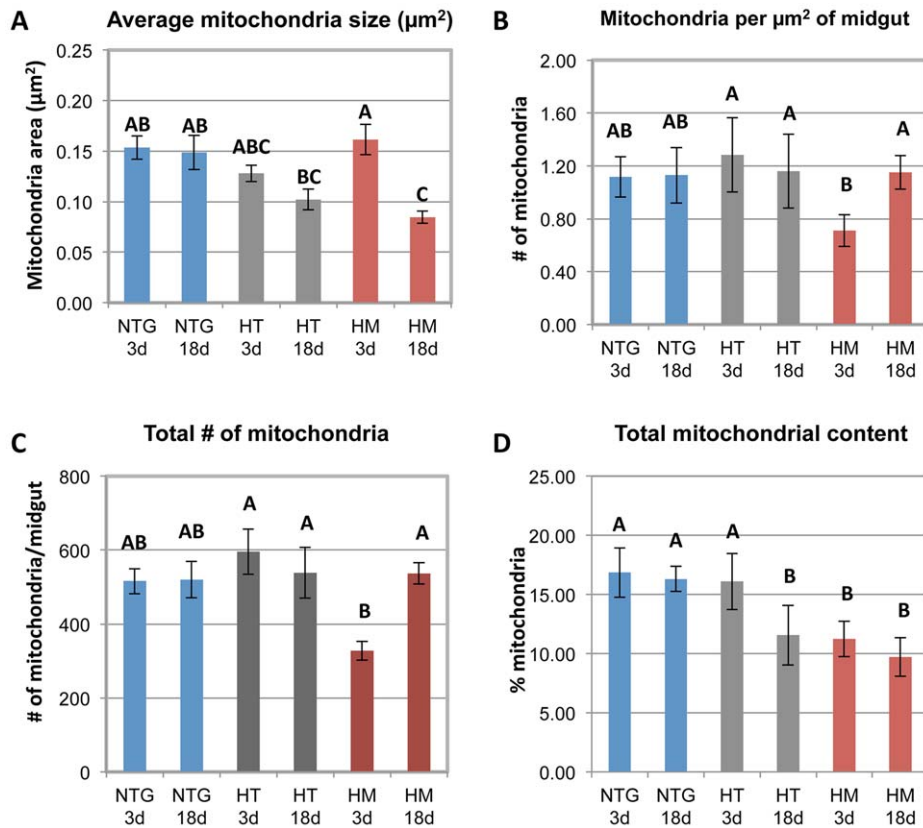 A
Average mitochondria size (µm²)
Mitochondria area (µm²)
0.25
0.20
0.15
0.10
0.05
0.00
AB
AB
ABC
BC
A
C
NTG 3d
NTG 18d
HT 3d
HT 18d
HM 3d
HM 18d
B
Mitochondria per µm² of midgut
# of mitochondria
2.00
1.60
1.20
0.80
0.40
0.00
AB
AB
A
A
B
A
NTG 3d
NTG 18d
HT 3d
HT 18d
HM 3d
HM 18d
C
Total # of mitochondria
# of mitochondria/midgut
800
600
400
200
0
AB
AB
A
A
B
A
NTG 3d
NTG 18d
HT 3d
HT 18d
HM 3d
HM 18d
D
Total mitochondrial content
% mitochondria
25.00
20.00
15.00
10.00
5.00
0.00
A
A
A
B
B
B
NTG 3d
NTG 18d
HT 3d
HT 18d
HM 3d
HM 18d